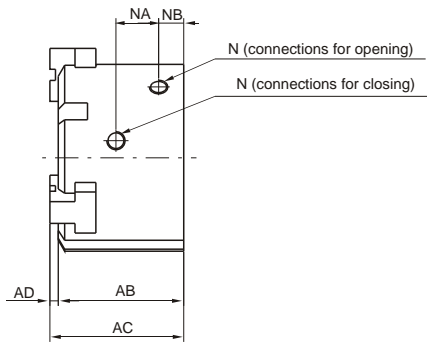 NA NB
N (connections for opening)
N (connections for closing)
AD AB
AC